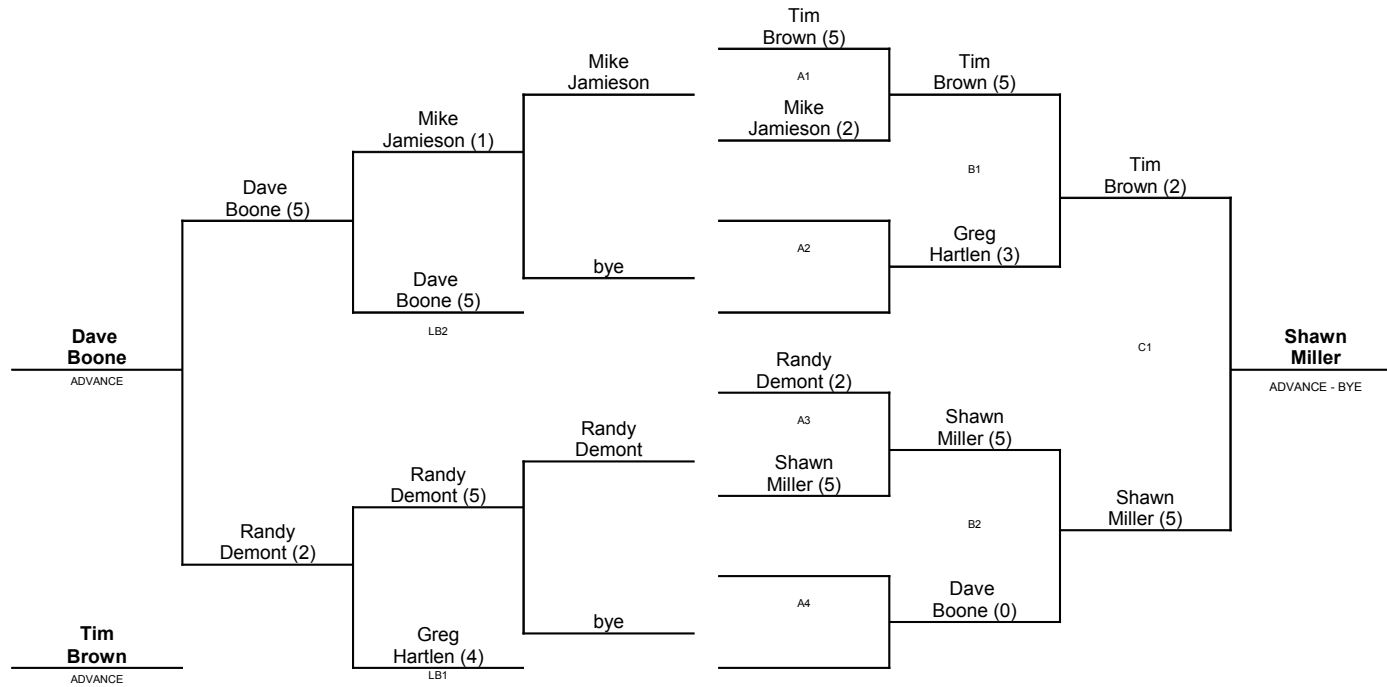 Tim
Brown (5)
Mike
Jamieson
Tim
Brown (5)
A1
Mike
Jamieson (1)
Mike
Jamieson (2)
Tim
Brown (2)
B1
Dave
Boone (5)
Greg
Hartlen (3)
A2
bye
Dave
Boone (5)
LB2
Dave
Boone
ADVANCE
C1
Shawn
Miller
ADVANCE - BYE
Randy
Demont (2)
A3
Randy
Demont
Shawn
Miller (5)
Randy
Demont (5)
Shawn
Miller (5)
Shawn
Miller (5)
Randy
Demont (2)
B2
A4
Dave
Boone (0)
bye
Tim
Brown
ADVANCE
Greg
Hartlen (4)
LB1